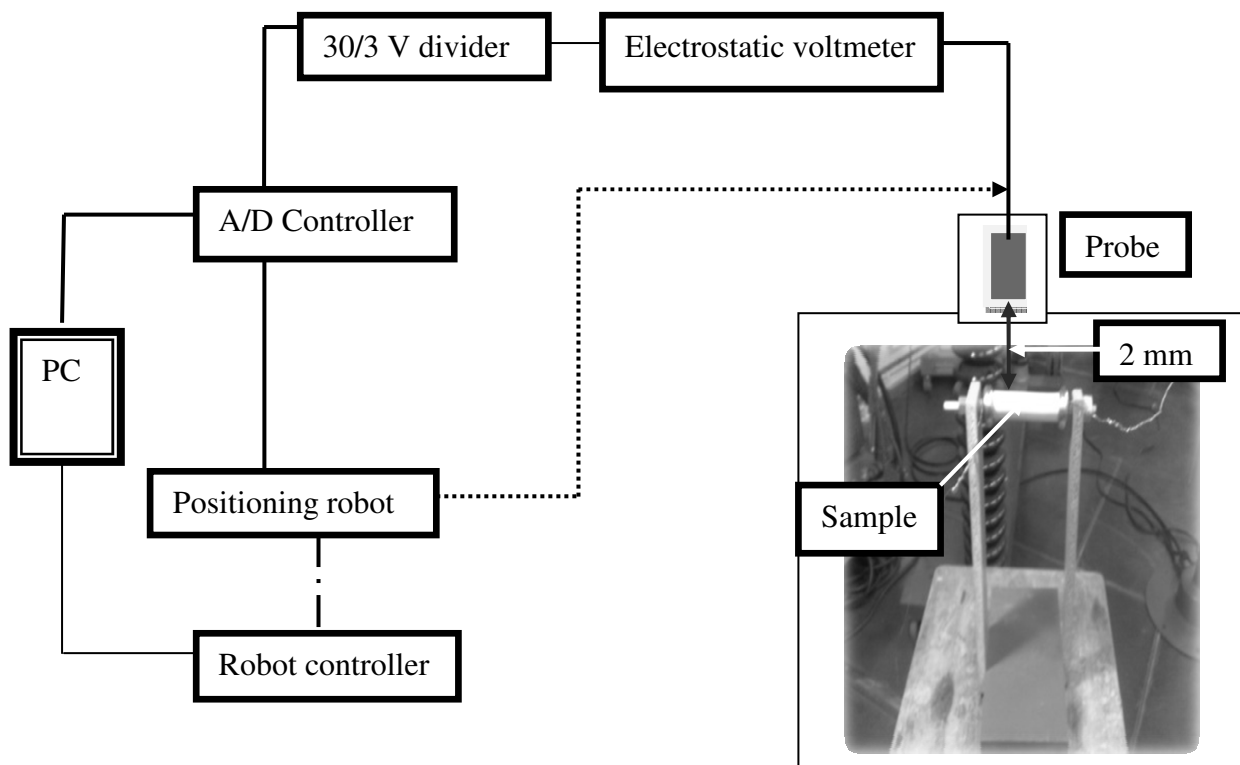 30/3 V divider
Electrostatic voltmeter
A/D Controller
Probe
PC
2 mm
Positioning robot
Sample
Robot controller